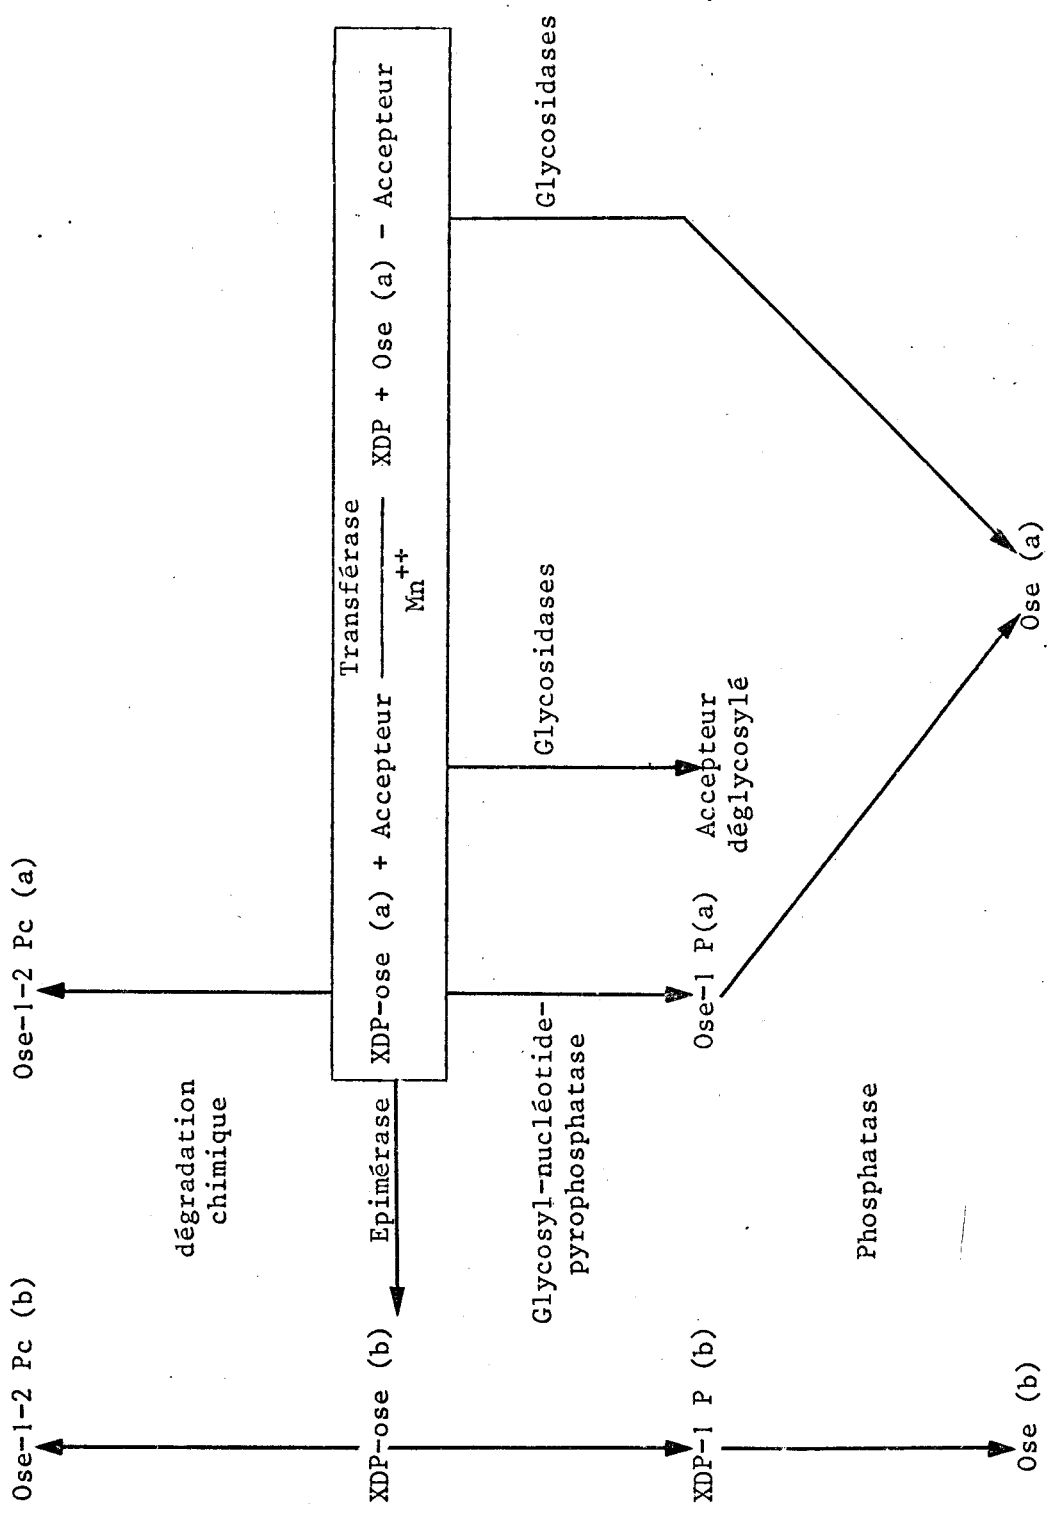 Ose-1-2 Pc (b)
Ose-1-2 Pc (a)
dégradation
chimique
Transférase
XDP-ose (b)
Epimérase
XDP-ose (a) + Accepteur
XDP + Ose (a) - Accepteur
Mn++
Glycosyl-nucléotide-
pyrophosphatase
Glycosidases
Glycosidases
XDP-1 P (b)
Ose-1 P(a)
Accepteur
déglycosylé
Phosphatase
Ose (b)
Ose (a)